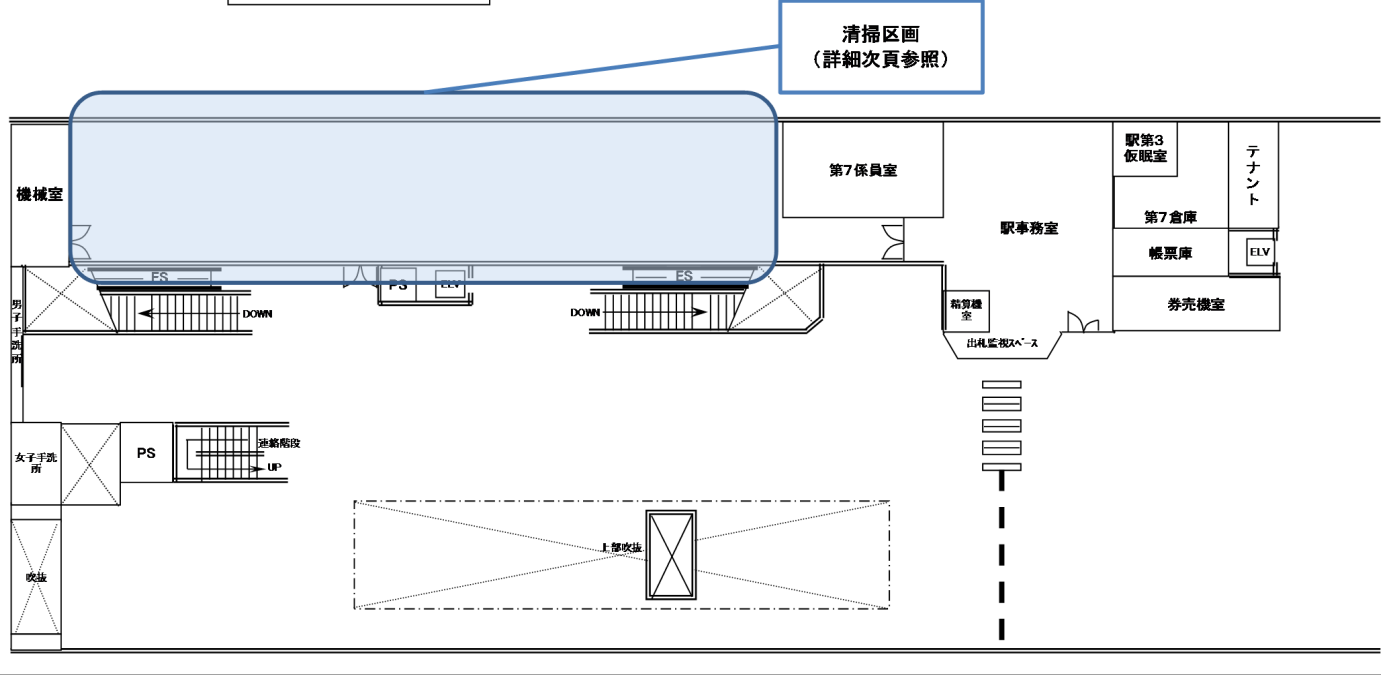 清掃区画
（詳細次頁参照）
機械室
第7係員室
駅事務室
駅第3
仮眠室
テナント
第7倉庫
帳票庫
ELV
券売機室
ES
PS
ELV
ES
DOWN
DOWN
精算機
室
出札監視スペース
男子手洗所
女子手洗
所
PS
連絡階段
UP
上部吹抜
吹抜